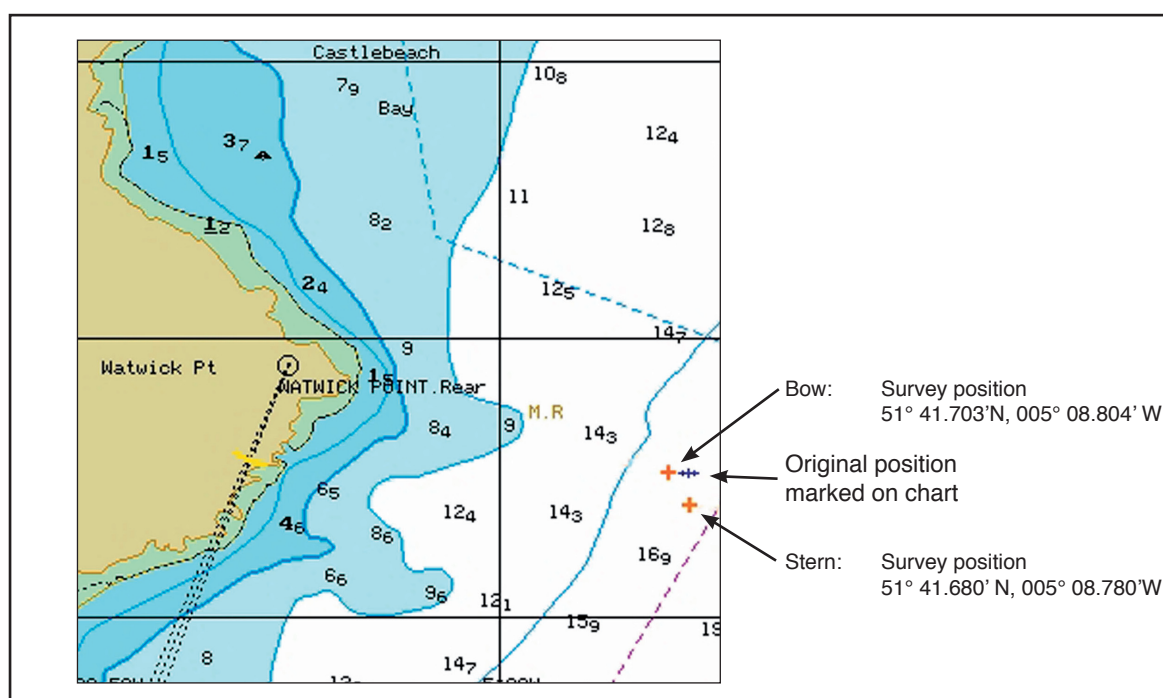 Castlebeach
Bay
7₉
10₈
12₄
3₇
1₅
11
8₂
12₈
1₂
2₄
12₅
14₇
Watwick Pt
9
1₅
WATWICK POINT.Rear
M.R
8₄
9
14₃
Bow: Survey position
51° 41.703'N, 005° 08.804' W
Original position
marked on chart
6₅
12₄
14₃
4₆
8₆
16₉
Stern: Survey position
51° 41.680' N, 005° 08.780'W
6₆
9₆
12₁
15₉
8
14₇